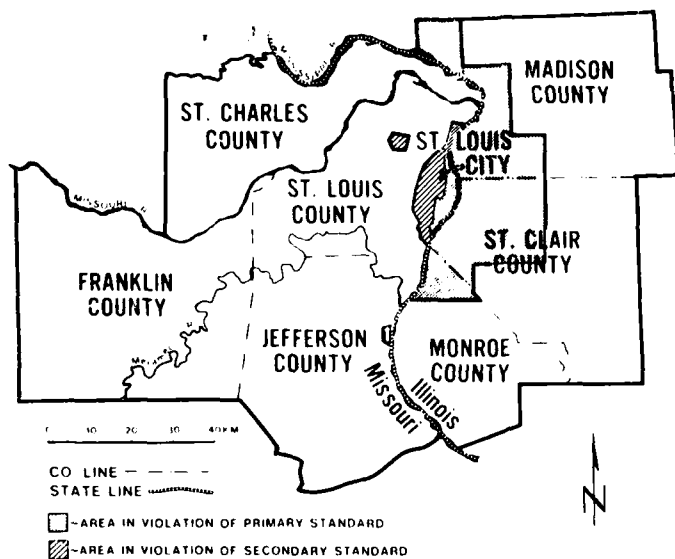 MADISON
COUNTY
ST. CHARLES
COUNTY
ST. LOUIS
CITY
MISSOURI
ST. LOUIS
COUNTY
ST. CLAIR
COUNTY
FRANKLIN
COUNTY
JEFFERSON
COUNTY
MONROE
COUNTY
Missouri
Illinois
0 10 20 30 40 KM
CO LINE
STATE LINE
N
-AREA IN VIOLATION OF PRIMARY STANDARD
-AREA IN VIOLATION OF SECONDARY STANDARD